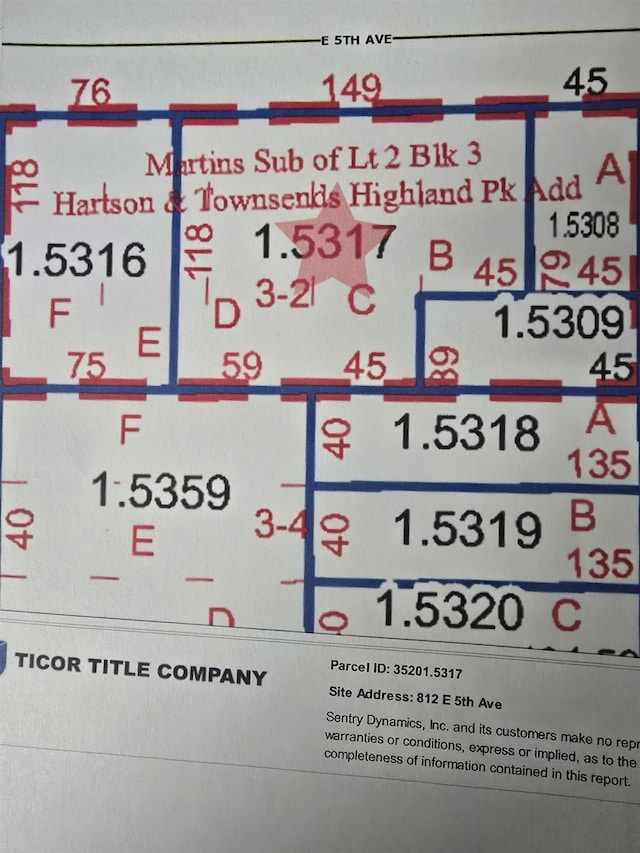 E 5TH AVE
76 149 45
Martins Sub of Lt 2 Blk 3
Hartson & Townsends Highland Pk Add
118 A
1.5308
1.5316 118 1.5317 B 45 79 45
F D 3-2 C
1.5309
E
75 59 45 39 45
F 40 1.5318 A
135
1.5359
40 E 3-4 40 1.5319 B
135
D 1.5320 C
TICOR TITLE COMPANY
Parcel ID: 35201.5317
Site Address: 812 E 5th Ave
Sentry Dynamics, Inc. and its customers make no
warranties or conditions, express or implied, as to the
completeness of information contained in this report.